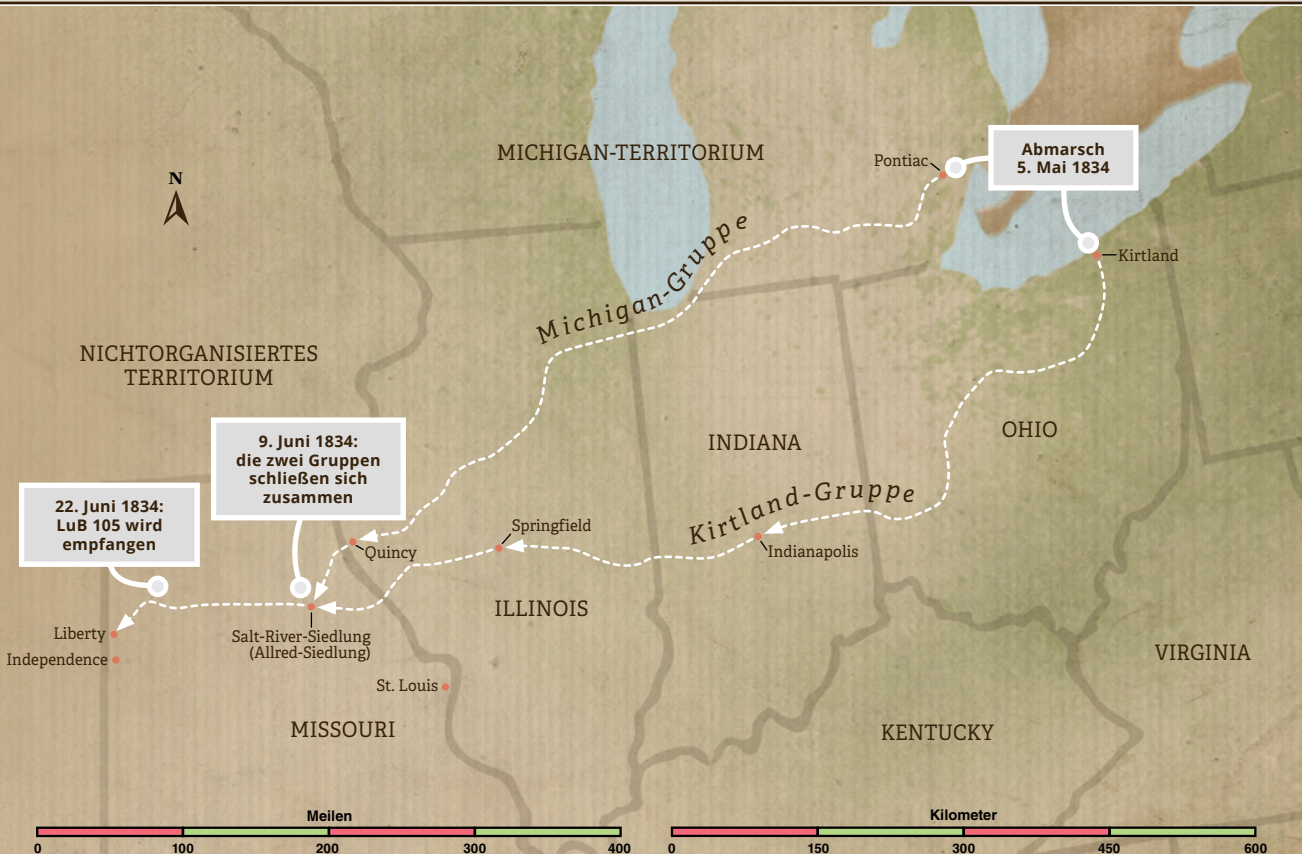 MICHIGAN-TERRITORIUM
Pontiac
Abmarsch
5. Mai 1834
N
Kirtland
Michigan-Gruppe
NICHTORGANISIERTES
TERRITORIUM
OHIO
INDIANA
9. Juni 1834:
die zwei Gruppen
schließen sich
zusammen
Kirtland-Gruppe
22. Juni 1834:
LuB 105 wird
empfangen
Springfield
Quincy
Indianapolis
ILLINOIS
Liberty
Salt-River-Siedlung
(Allred-Siedlung)
Independence
VIRGINIA
St. Louis
MISSOURI
KENTUCKY
Meilen
0 100 200 300 400
Kilometer
0 150 300 450 600